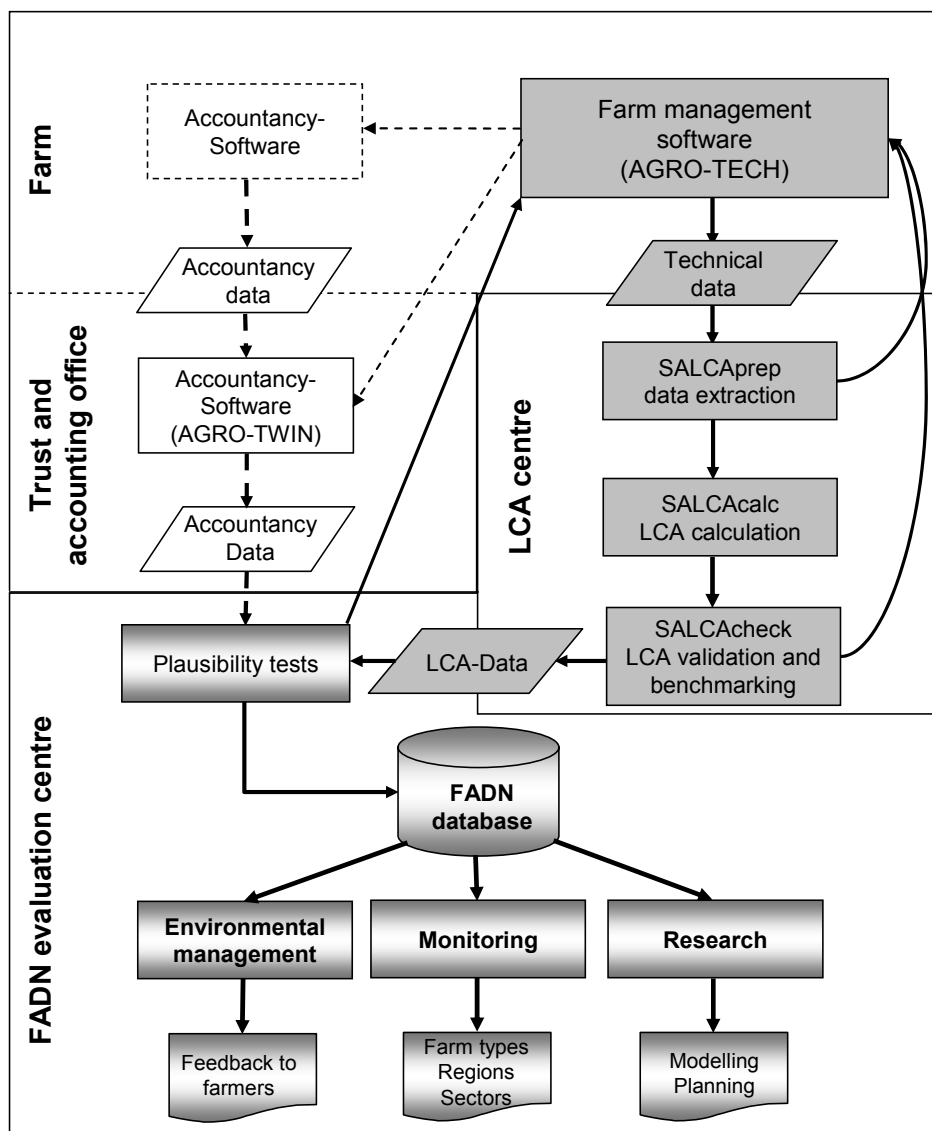 Farm
Accountancy-
Software
Farm management
software
(AGRO-TECH)
Accountancy
data
Technical
data
Trust and
accounting office
Accountancy-
Software
(AGRO-TWIN)
Accountancy
Data
LCA centre
SALCAprep
data extraction
SALCAcalc
LCA calculation
SALCAcheck
LCA validation and
benchmarking
LCA-Data
FADN evaluation centre
Plausibility tests
FADN
database
Environmental
management
Monitoring
Research
Feedback to
farmers
Farm types
Regions
Sectors
Modelling
Planning